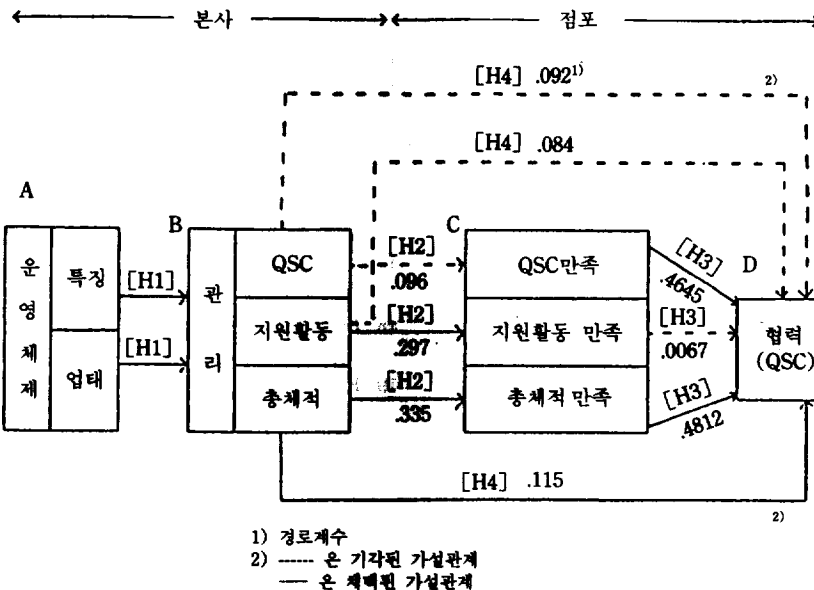 본사 점포
[H4] .092¹⁾ 2)
[H4] .084
A
B
C
D
운영체제
특징
업태
[H1]
[H1]
관리
QSC
지원활동
총체적
[H2]
.096
[H2]
.297
[H2]
.335
QSC만족
지원활동 만족
총체적 만족
[H3]
.4645
[H3]
.0067
[H3]
.4812
협력
(QSC)
[H4] .115
2)
1) 경로계수
2) ------ 은 기각된 가설관계
── 은 채택된 가설관계